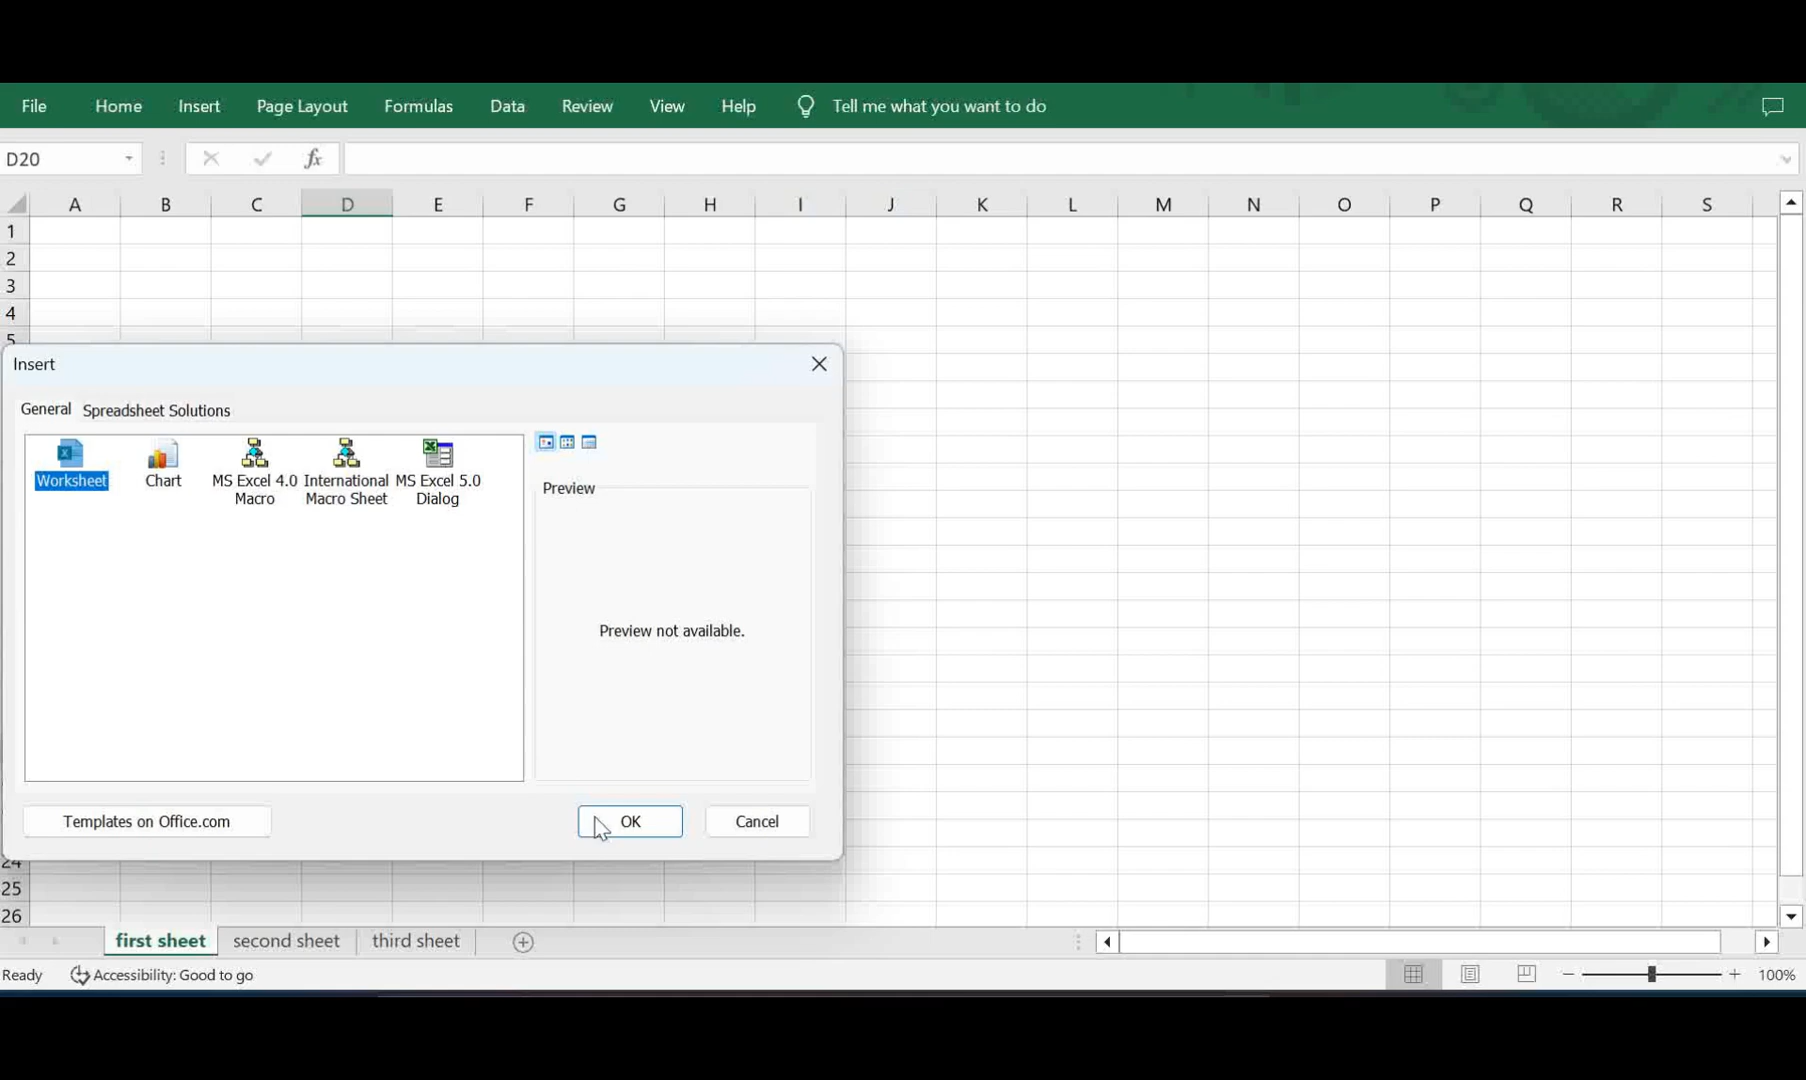 File Home Insert Page Layout Formulas Data Review View Help Tell me what you want to do
D20 fx
A B C D E F G H I J K L M N O P Q R S
1
2
3
4
5
Insert
General Spreadsheet Solutions
Worksheet Chart MS Excel 4.0 International MS Excel 5.0
Macro Macro Sheet Dialog
Preview
Preview not available.
Templates on Office.com OK Cancel
24
25
26
first sheet second sheet third sheet
Ready Accessibility: Good to go 100%